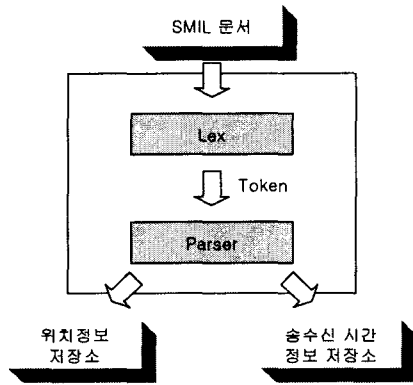 SMIL 문서
Lex
Token
Parser
위치정보
저장소
송수신 시간
정보 저장소